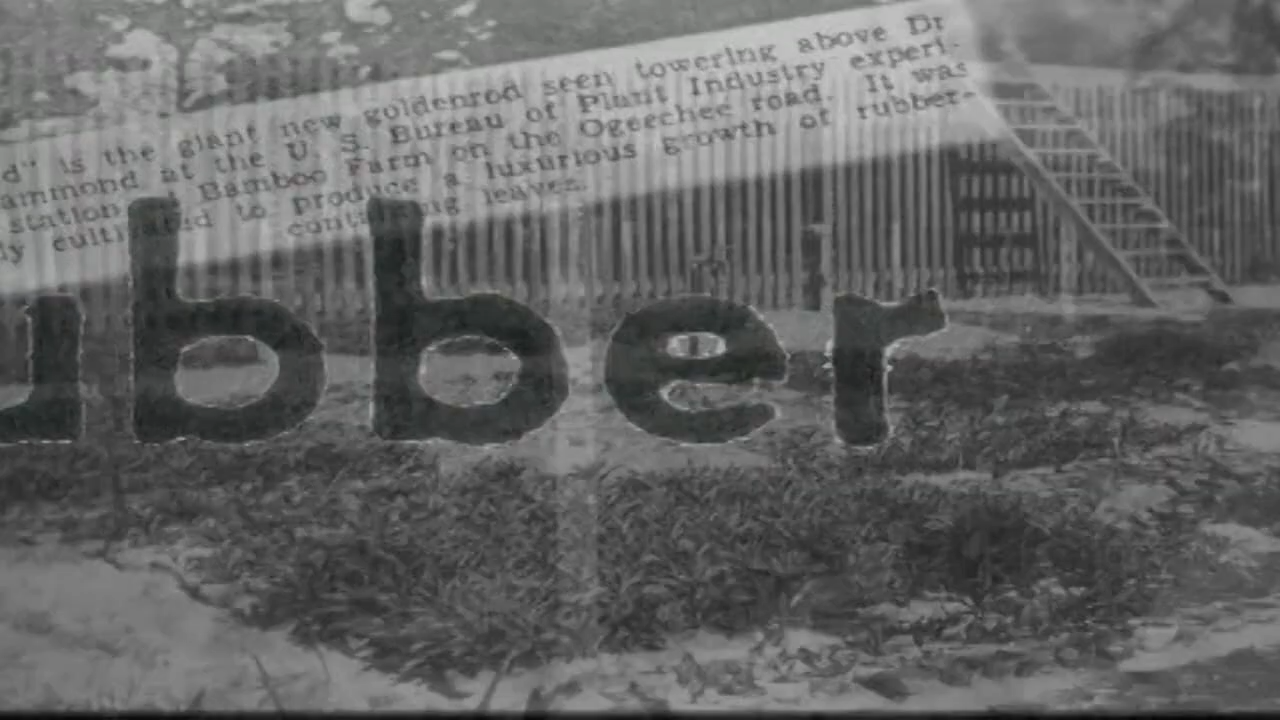 d" is the giant new goldenrod seen towering above Dr
ammond at the U. S. Bureau of Plant Industry experi-
station Bamboo Farm on the Ogeechee road. It was
ly cultivated to produce a luxurious growth of rubber-
containing leaves.
ubber